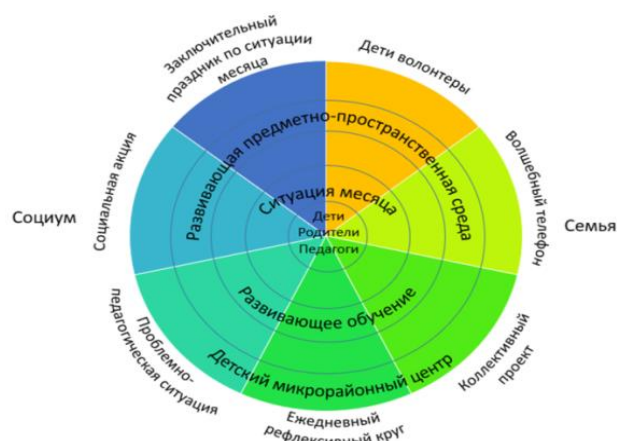 Заключительный
праздник по ситуации
месяца
Дети волонтеры
Волшебный телефон
Коллективный
проект
Ежедневный
рефлексивный круг
Проблемно-
педагогическая ситуация
Социальная акция
Социум
Семья
Развивающая предметно-пространственная среда
Ситуация месяца
Дети
Родители
Педагоги
Развивающее обучение
Детский микрорайонный центр